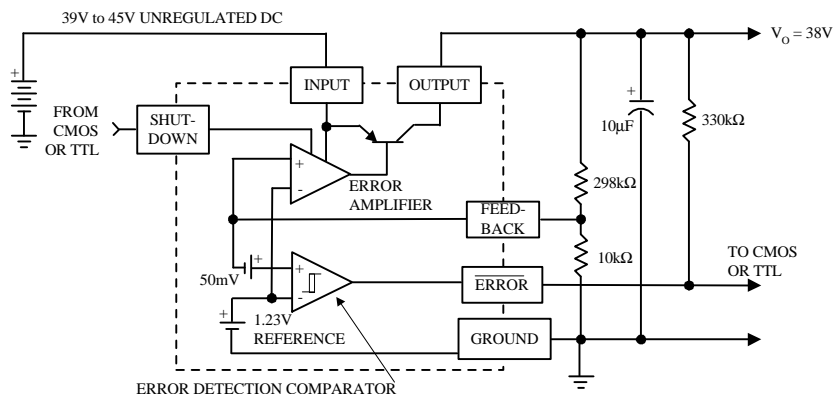 39V to 45V UNREGULATED DC
V_O = 38V
INPUT
OUTPUT
+
FROM
CMOS
OR TTL
SHUT-
DOWN
+
10µF
330kΩ
+
-
ERROR
AMPLIFIER
298kΩ
FEED-
BACK
10kΩ
TO CMOS
OR TTL
+
50mV
+
-
ERROR
+
1.23V
REFERENCE
GROUND
ERROR DETECTION COMPARATOR